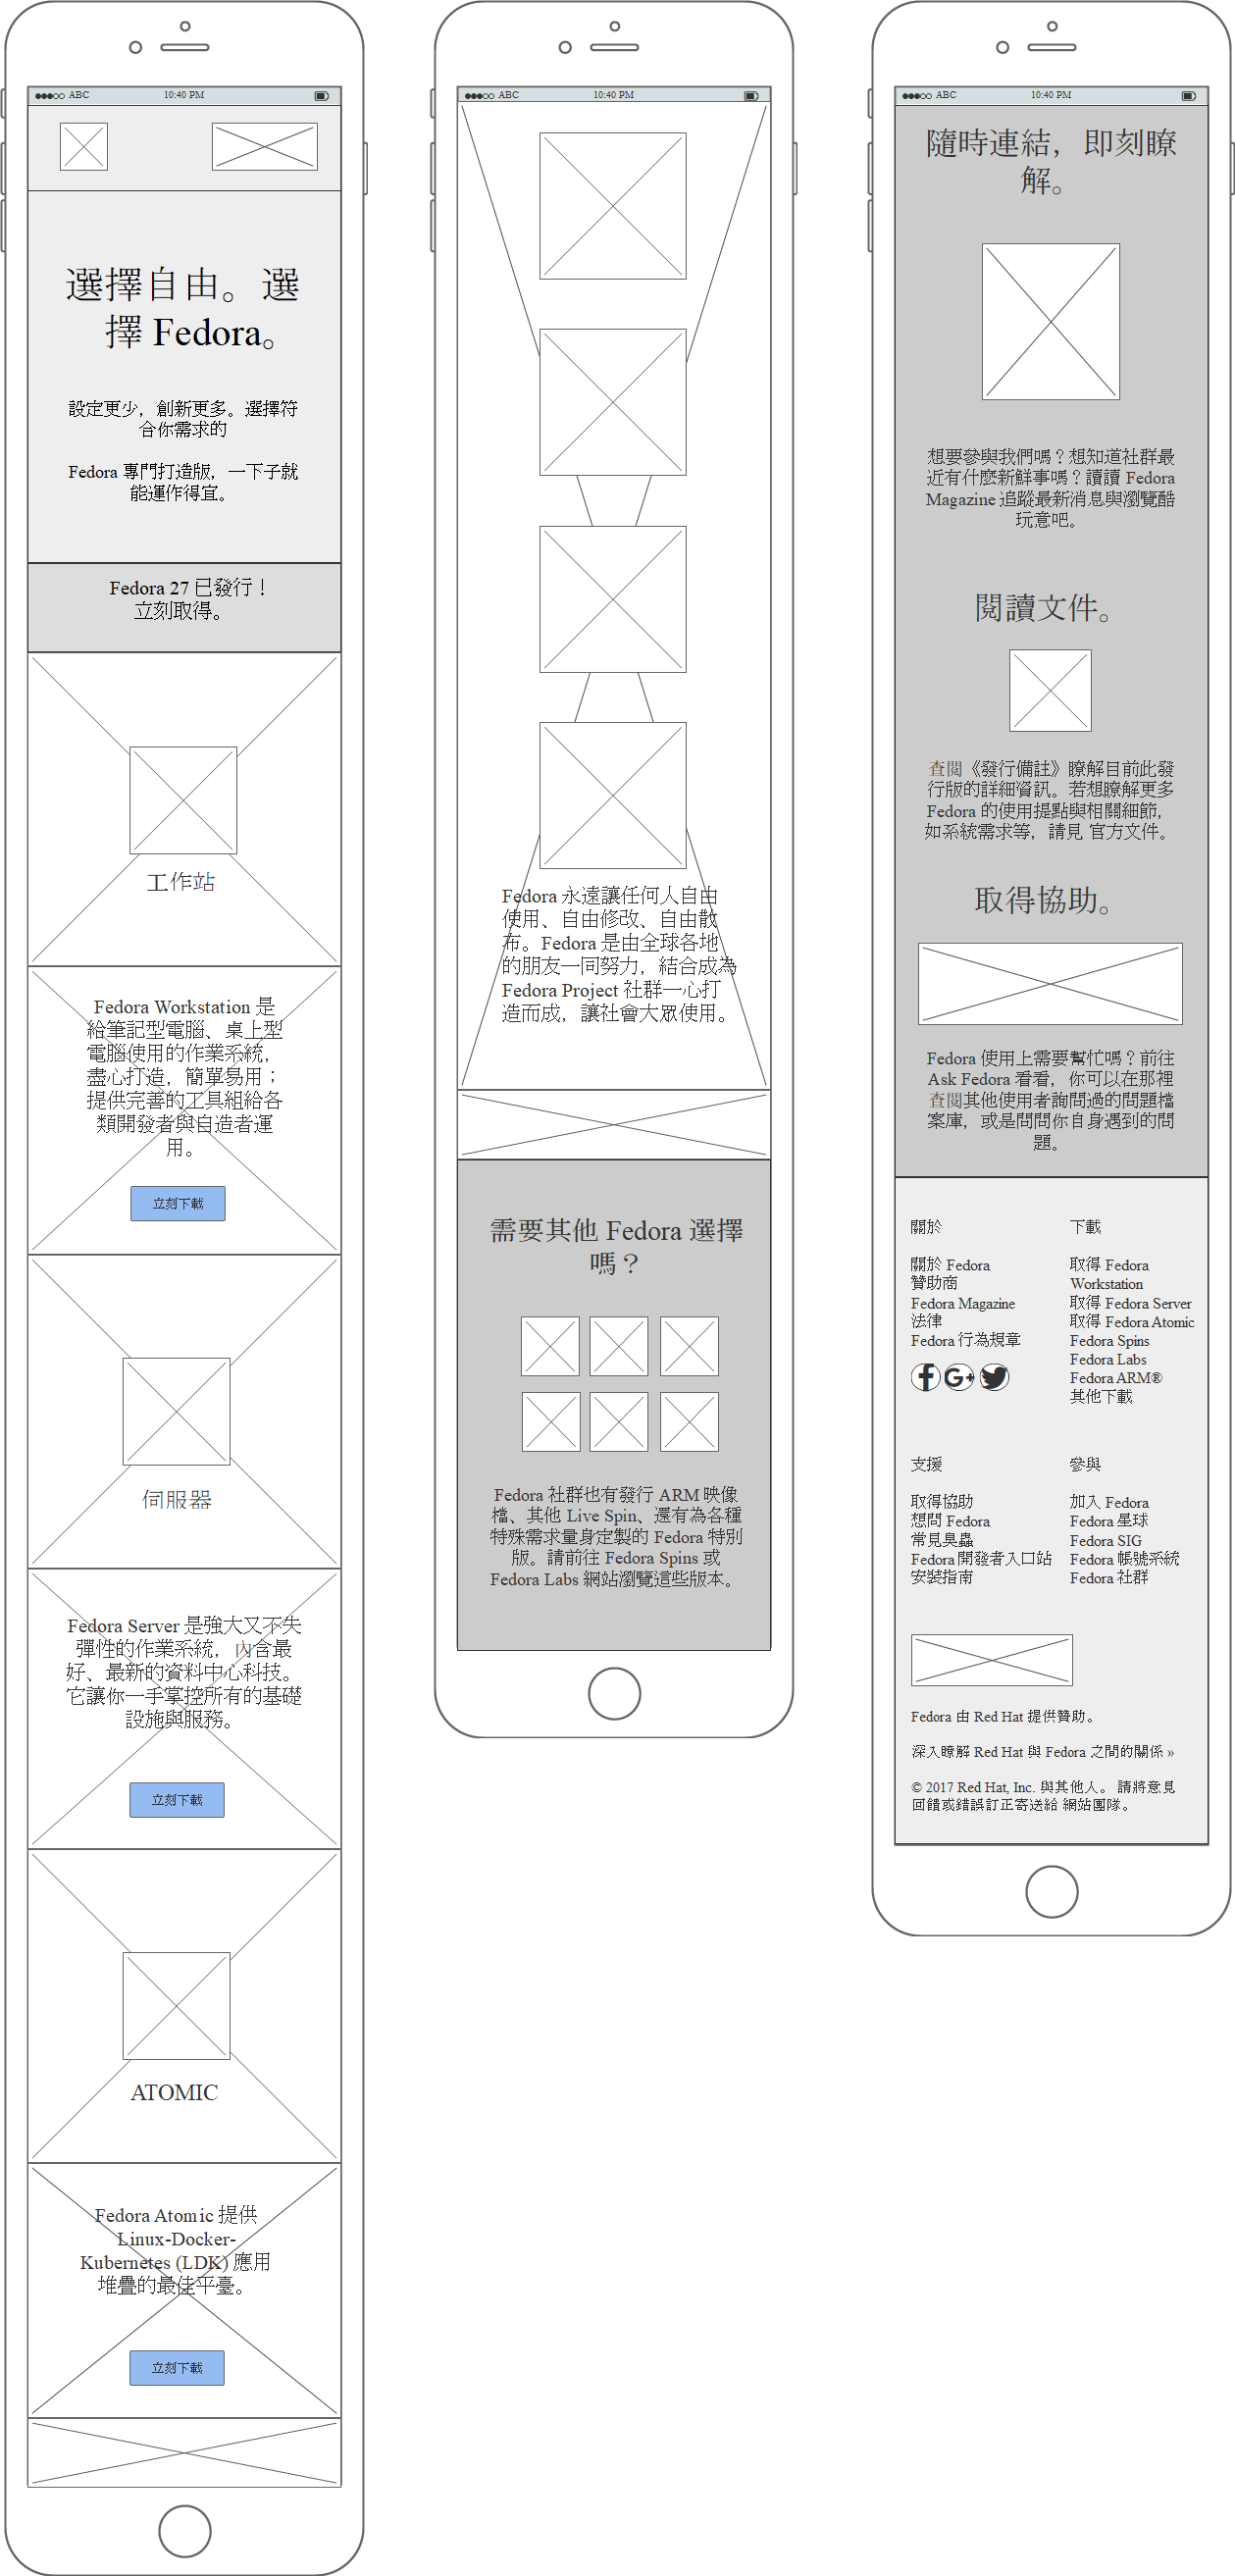 ABC 10:40 PM
選擇自由。選
擇 Fedora。
設定更少，創新更多。選擇符
合你需求的
Fedora 專門打造版，一下子就
能運作得宜。
Fedora 27 已發行！
立刻取得。
工作站
Fedora Workstation 是
給筆記型電腦、桌上型
電腦使用的作業系統，
盡心打造，簡單易用；
提供完善的工具組給各
類開發者與自造者運
用。
立刻下載
伺服器
Fedora Server 是強大又不失
彈性的作業系統，內含最
好、最新的資料中心科技。
它讓你一手掌控所有的基礎
設施與服務。
立刻下載
ATOMIC
Fedora Atomic 提供
Linux-Docker-
Kubernetes (LDK) 應用
堆疊的最佳平臺。
立刻下載
ABC 10:40 PM
Fedora 永遠讓任何人自由
使用、自由修改、自由散
布。Fedora 是由全球各地
的朋友一同努力，結合成為
Fedora Project 社群一心打
造而成，讓社會大眾使用。
需要其他 Fedora 選擇
嗎？
Fedora 社群也有發行 ARM 映像
檔、其他 Live Spin、還有為各種
特殊需求量身定製的 Fedora 特別
版。請前往 Fedora Spins 或
Fedora Labs 網站瀏覽這些版本。
ABC 10:40 PM
隨時連結，即刻瞭
解。
想要參與我們嗎？想知道社群最
近有什麼新鮮事嗎？讀讀 Fedora
Magazine 追蹤最新消息與瀏覽酷
玩意吧。
閱讀文件。
查閱《發行備註》瞭解目前此發
行版的詳細資訊。若想瞭解更多
Fedora 的使用提點與相關細節，
如系統需求等，請見 官方文件。
取得協助。
Fedora 使用上需要幫忙嗎？前往
Ask Fedora 看看，你可以在那裡
查閱其他使用者詢問過的問題檔
案庫，或是問問你自身遇到的問
題。
關於
關於 Fedora
贊助商
Fedora Magazine
法律
Fedora 行為規章
下載
取得 Fedora
Workstation
取得 Fedora Server
取得 Fedora Atomic
Fedora Spins
Fedora Labs
Fedora ARM®
其他下載
支援
取得協助
想問 Fedora
常見臭蟲
Fedora 開發者入口站
安裝指南
參與
加入 Fedora
Fedora 星球
Fedora SIG
Fedora 帳號系統
Fedora 社群
Fedora 由 Red Hat 提供贊助。
深入瞭解 Red Hat 與 Fedora 之間的關係 »
© 2017 Red Hat, Inc. 與其他人。 請將意見
回饋或錯誤訂正寄送給 網站團隊。